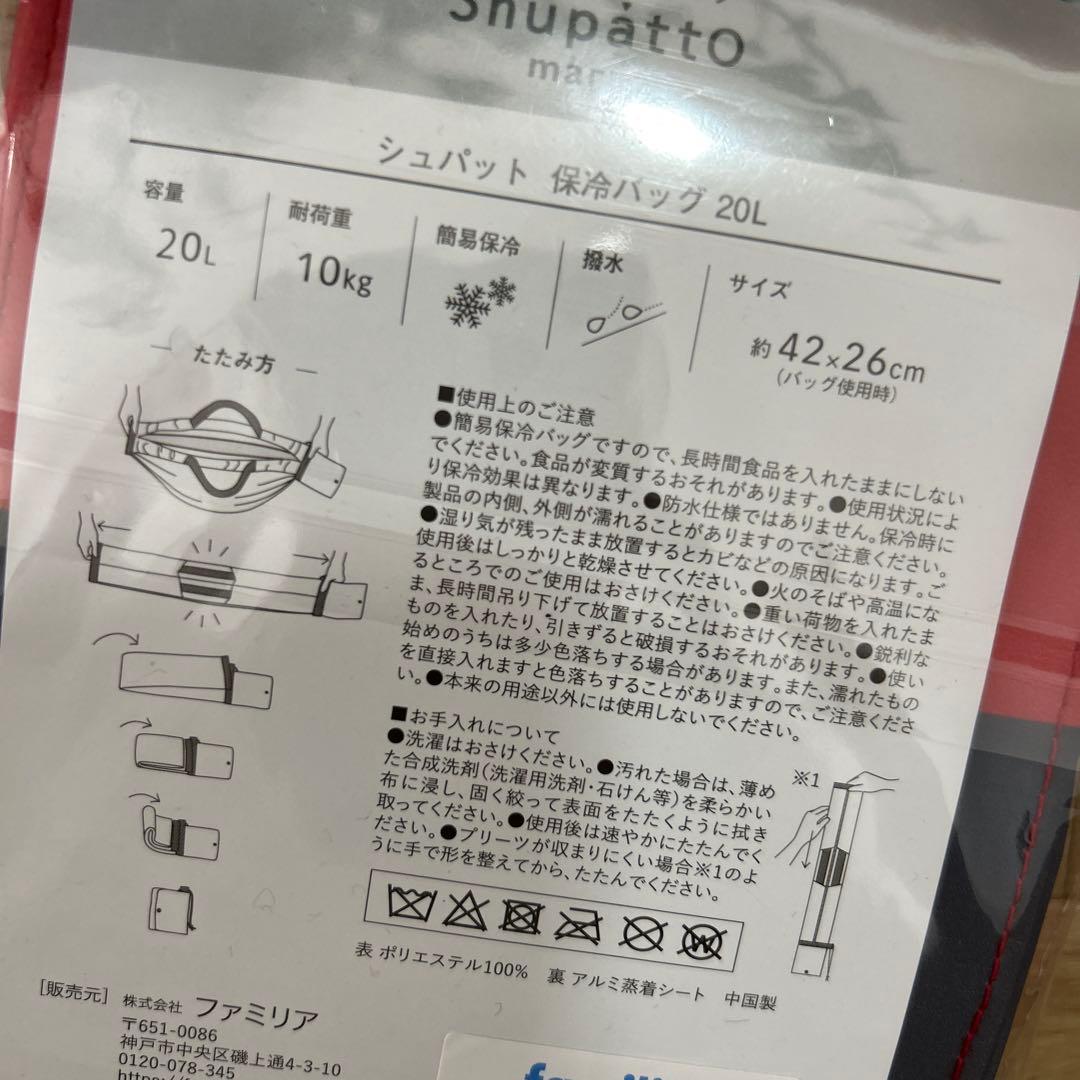 Shupatto
シュパット 保冷バッグ 20L
容量
20L
耐荷重
10kg
簡易保冷
撥水
サイズ
約 42×26cm
(バッグ使用時)
たたみ方
■使用上のご注意
●簡易保冷バッグですので、長時間食品を入れたままにしない
でください。食品が変質するおそれがあります。●使用状況によ
り保冷効果は異なります。●防水仕様ではありません。保冷時に
製品の内側、外側が濡れることがありますのでご注意ください。
●湿り気が残ったまま放置するとカビなどの原因になります。ご
使用後はしっかりと乾燥させてください。●火のそばや高温にな
るところでのご使用はおさけください。●重い荷物を入れたま
ま、長時間吊り下げて放置することはおさけください。●鋭利な
ものを入れたり、引きずると破損するおそれがあります。●使い
始めのうちは多少色落ちする場合があります。また、濡れたもの
を直接入れますと色落ちすることがありますので、ご注意くださ
い。●本来の用途以外には使用しないでください。
■お手入れについて
●洗濯はおさけください。●汚れた場合は、薄め
た合成洗剤(洗濯用洗剤・石けん等)を柔らかい
布に浸し、固く絞って表面をたたくように拭き
取ってください。●使用後は速やかにたたんでく
ださい。●プリーツが収まりにくい場合※1のよ
うに手で形を整えてから、たたんでください。
※1
W
表 ポリエステル100% 裏 アルミ蒸着シート 中国製
[販売元] 株式会社 ファミリア
〒651-0086
神戸市中央区磯上通4-3-10
0120-078-345